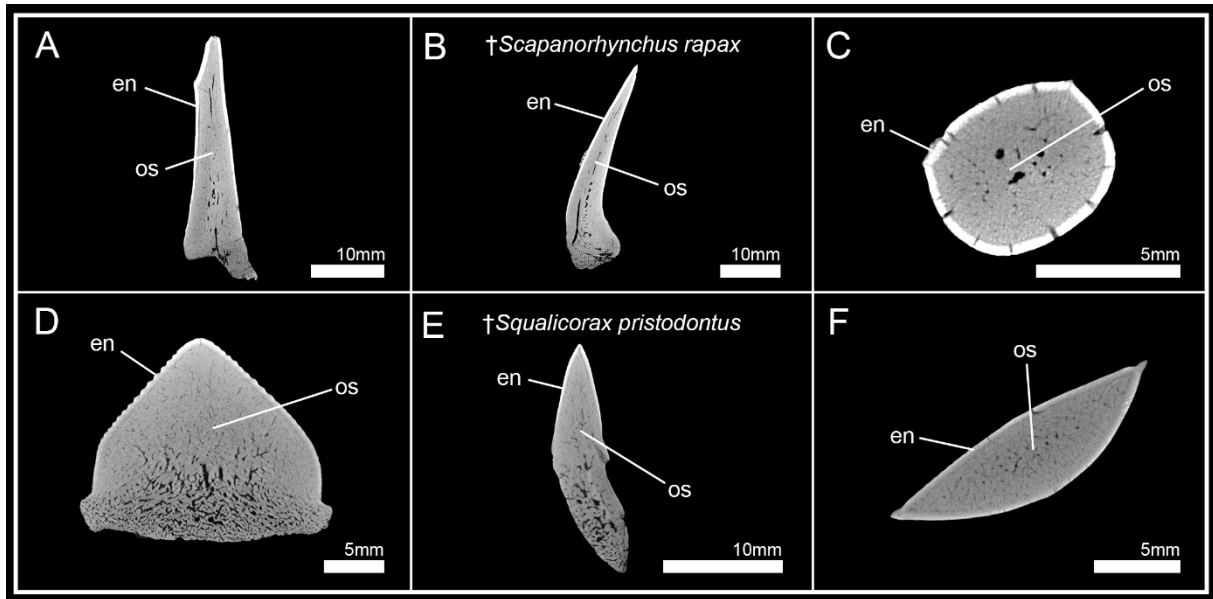 A
en
os
10mm
B
†Scapanorhynchus rapax
en
os
10mm
C
os
en
5mm
D
en
os
5mm
E
†Squalicorax pristodontus
en
os
10mm
F
os
en
5mm